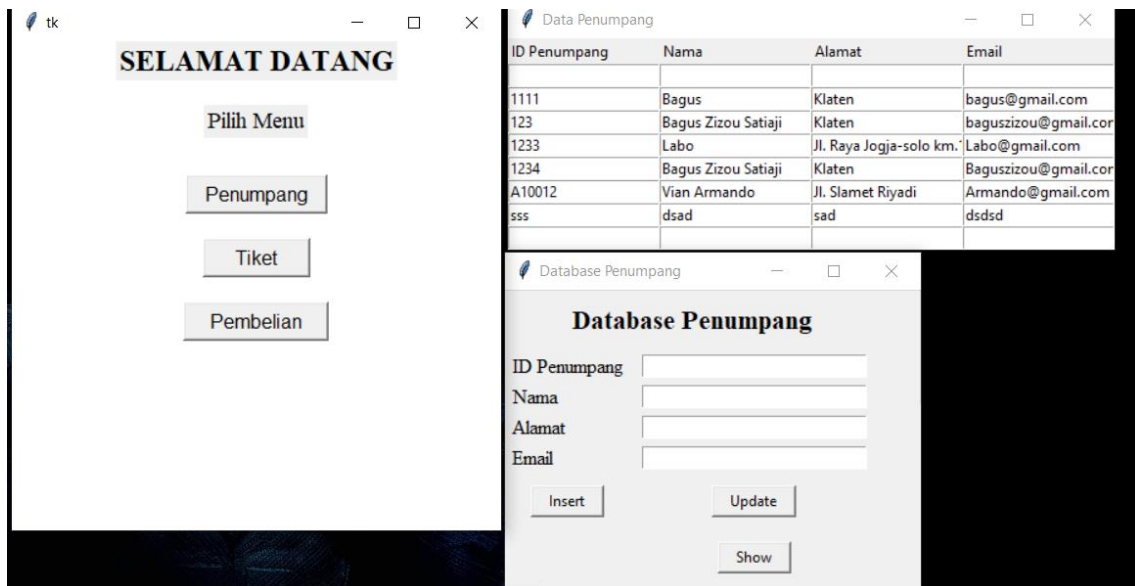 tk
SELAMAT DATANG
Pilih Menu
Penumpang
Tiket
Pembelian
Data Penumpang
ID Penumpang Nama Alamat Email
1111 Bagus Klaten bagus@gmail.com
123 Bagus Zizou Satiaji Klaten baguszizou@gmail.cor
1233 Labo Jl. Raya Jogja-solo km. Labo@gmail.com
1234 Bagus Zizou Satiaji Klaten Baguszizou@gmail.cor
A10012 Vian Armando Jl. Slamet Riyadi Armando@gmail.com
sss dsad sad dsdsd
Database Penumpang
Database Penumpang
ID Penumpang
Nama
Alamat
Email
Insert Update
Show